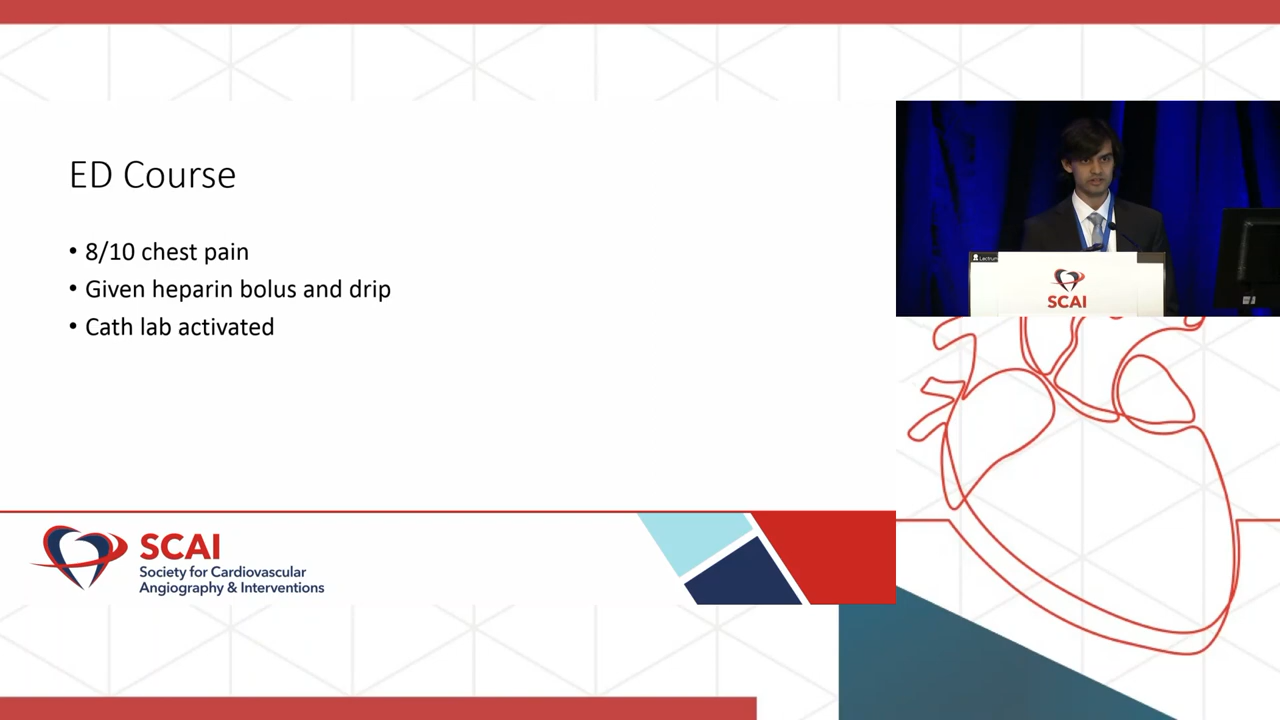 ED Course
• 8/10 chest pain
• Given heparin bolus and drip
• Cath lab activated
SCAI
Society for Cardiovascular
Angiography & Interventions
SCAI